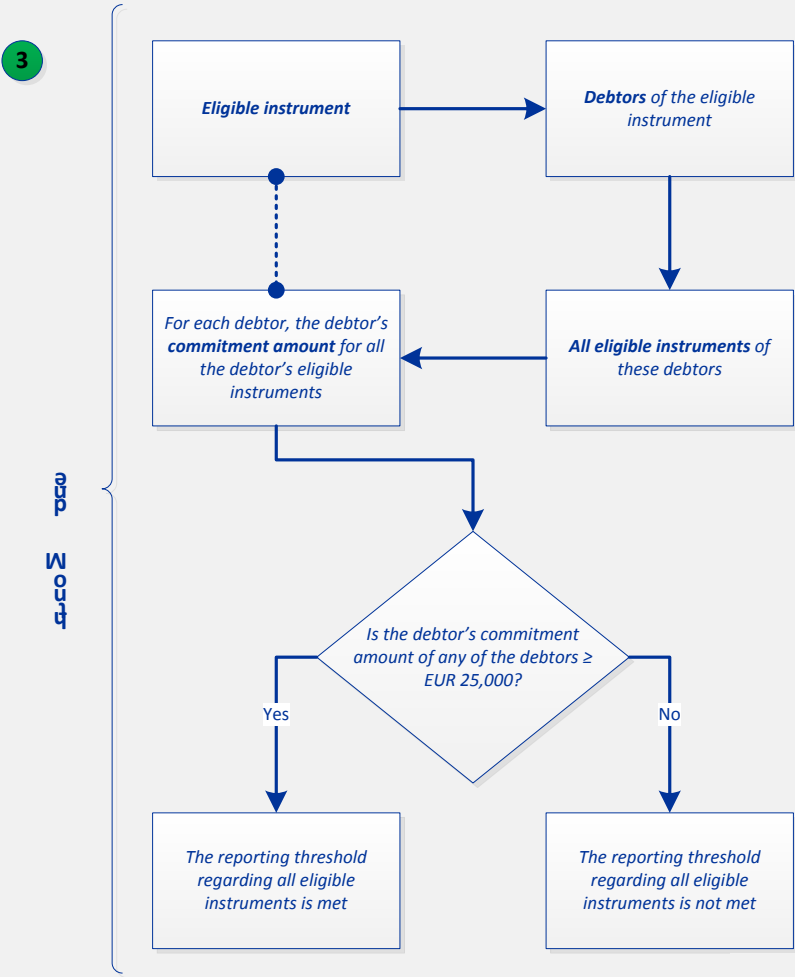 3
Eligible instrument
Debtors of the eligible
instrument
For each debtor, the debtor’s
commitment amount for all
the debtor’s eligible
instruments
All eligible instruments of
these debtors
Month
end
Is the debtor’s commitment
amount of any of the debtors ≥
EUR 25,000?
Yes
No
The reporting threshold
regarding all eligible
instruments is met
The reporting threshold
regarding all eligible
instruments is not met